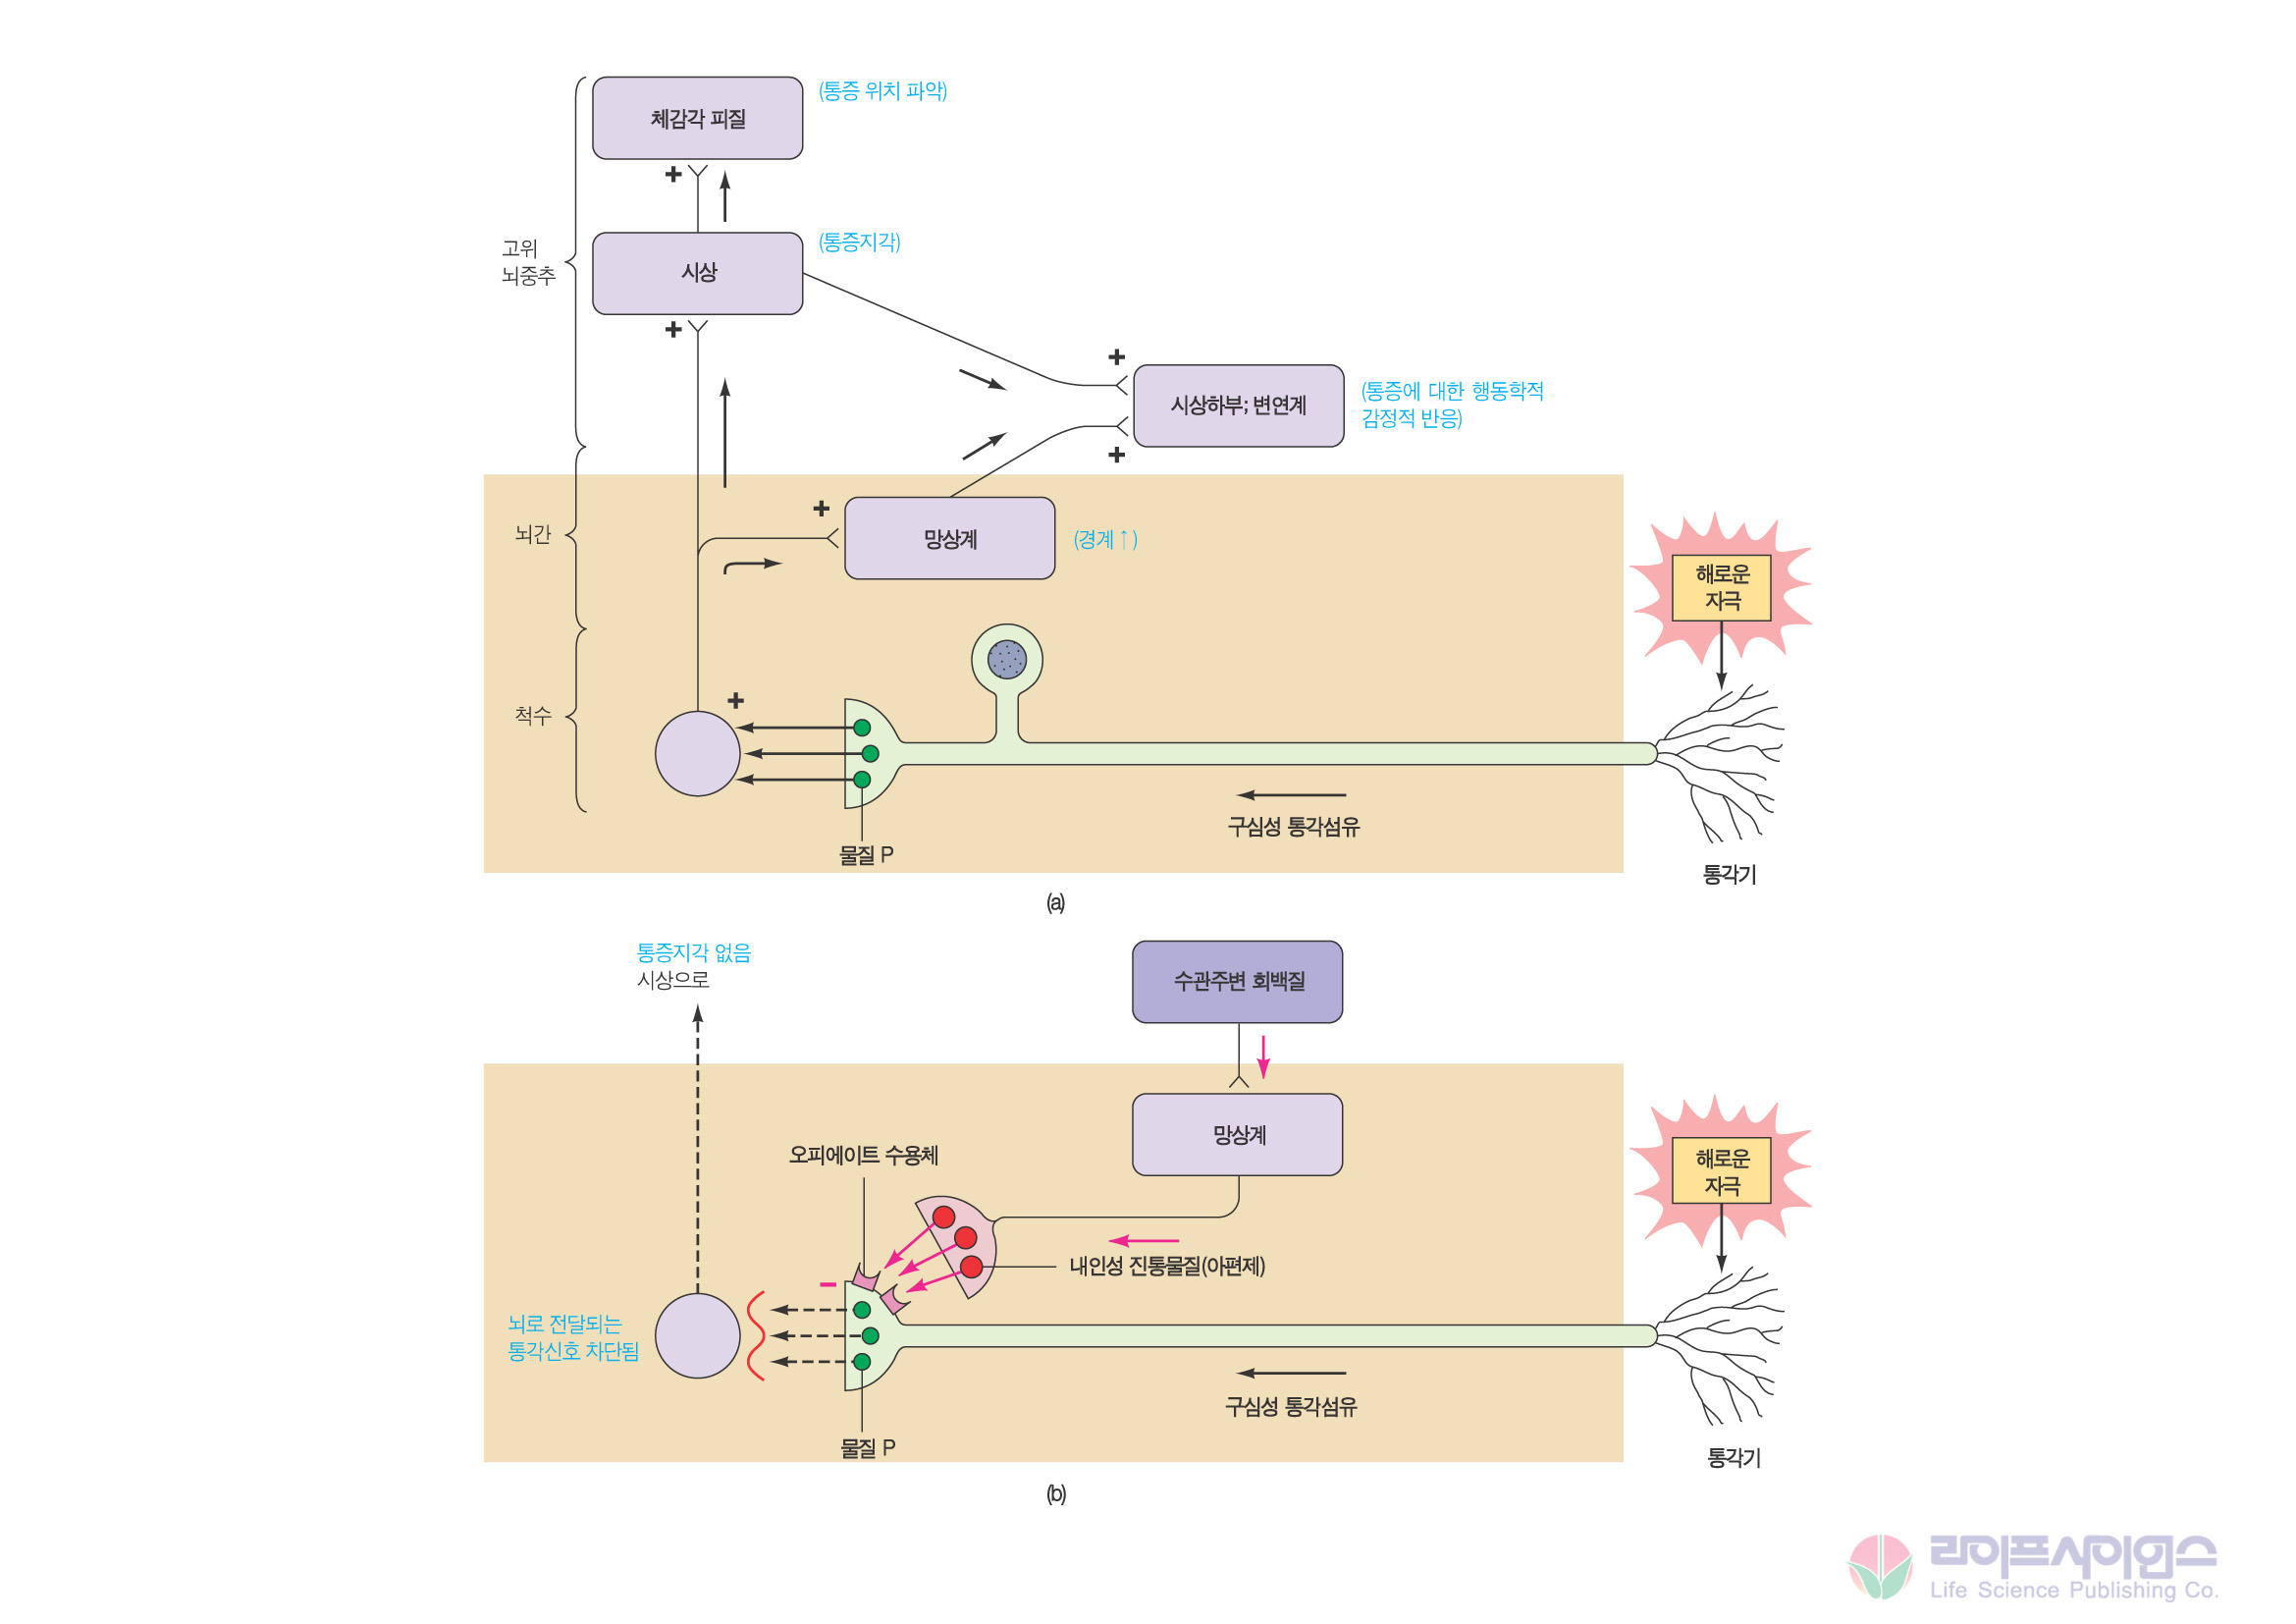 체감각 피질
(통증 위치 파악)
+
고위
뇌중추
시상
(통증지각)
+
+
시상하부; 변연계
(통증에 대한 행동학적
감정적 반응)
+
+
뇌간
망상계
(경계↑)
해로운
자극
척수
+
구심성 통각섬유
물질 P
통각기
(a)
통증지각 없음
시상으로
수관주변 회백질
망상계
해로운
자극
오피에이트 수용체
내인성 진통물질(아편제)
−
뇌로 전달되는
통각신호 차단됨
구심성 통각섬유
물질 P
통각기
(b)
라이프사이언스
Life Science Publishing Co.